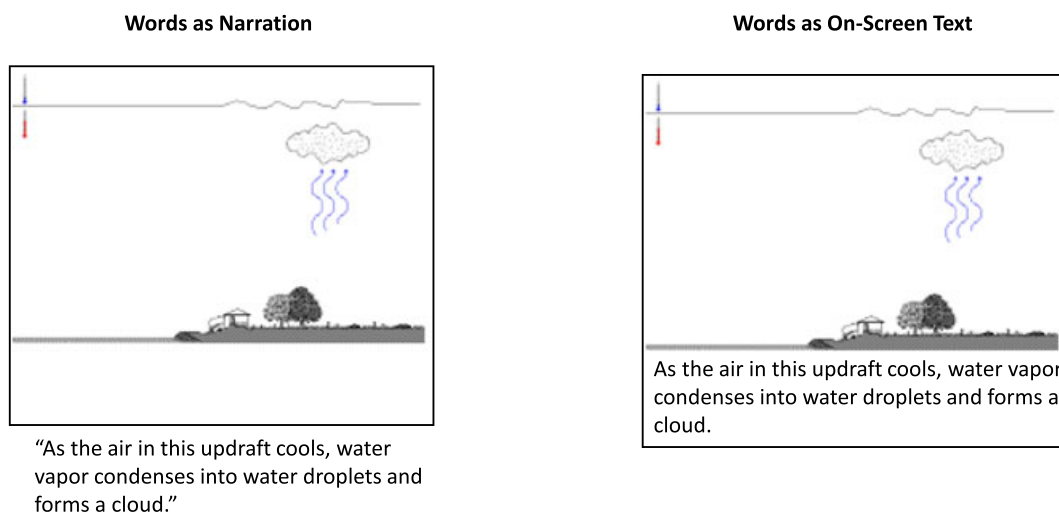 Words as Narration
Words as On-Screen Text
“As the air in this updraft cools, water
vapor condenses into water droplets and
forms a cloud.”
As the air in this updraft cools, water vapor
condenses into water droplets and forms a
cloud.